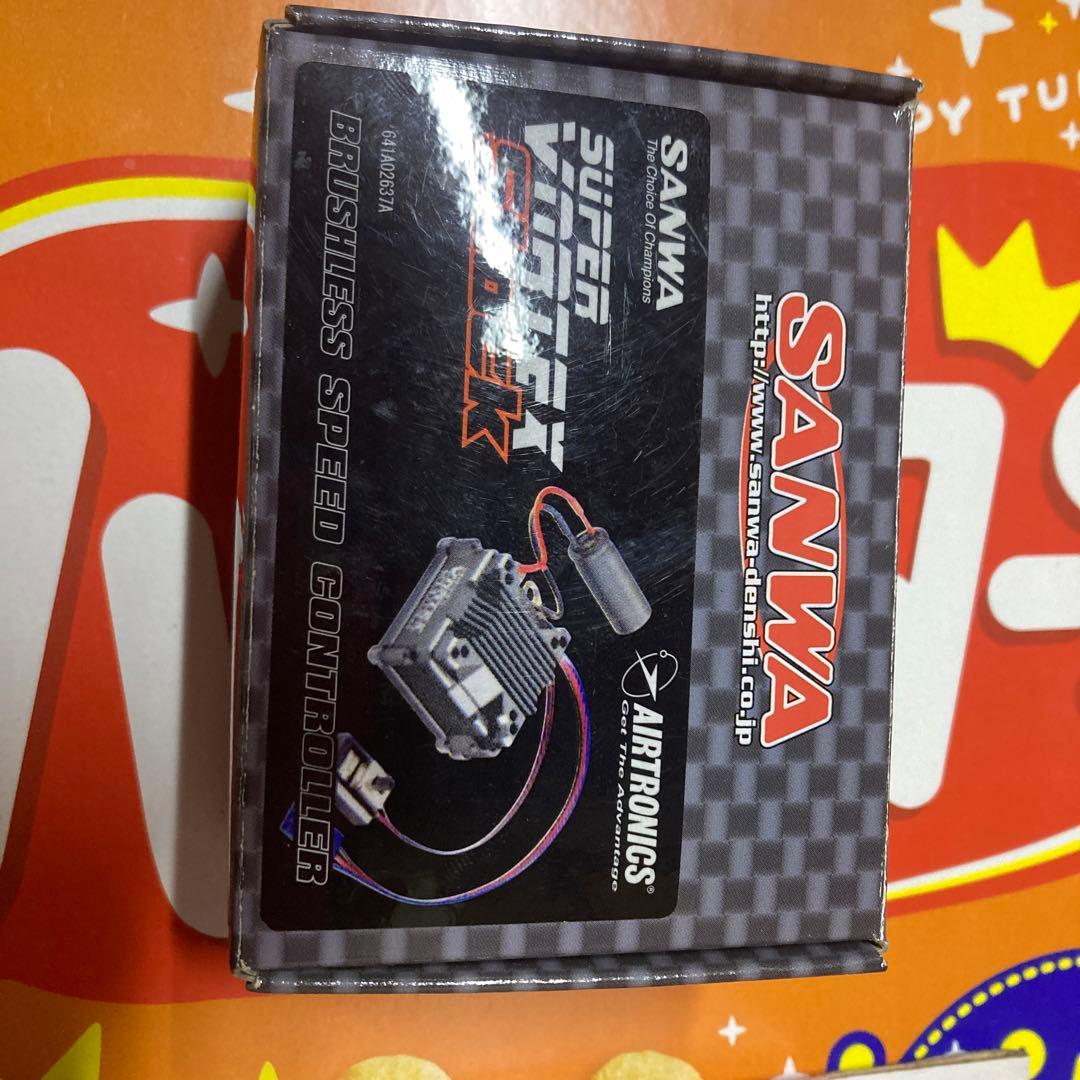 SANWA
http://www.sanwa-denshi.co.jp
SANWA
The Choice Of Champions
SUPER
VORTEX
AIRTRONICS®
Get The Advantage
641A02637A
BRUSHLESS SPEED CONTROLLER